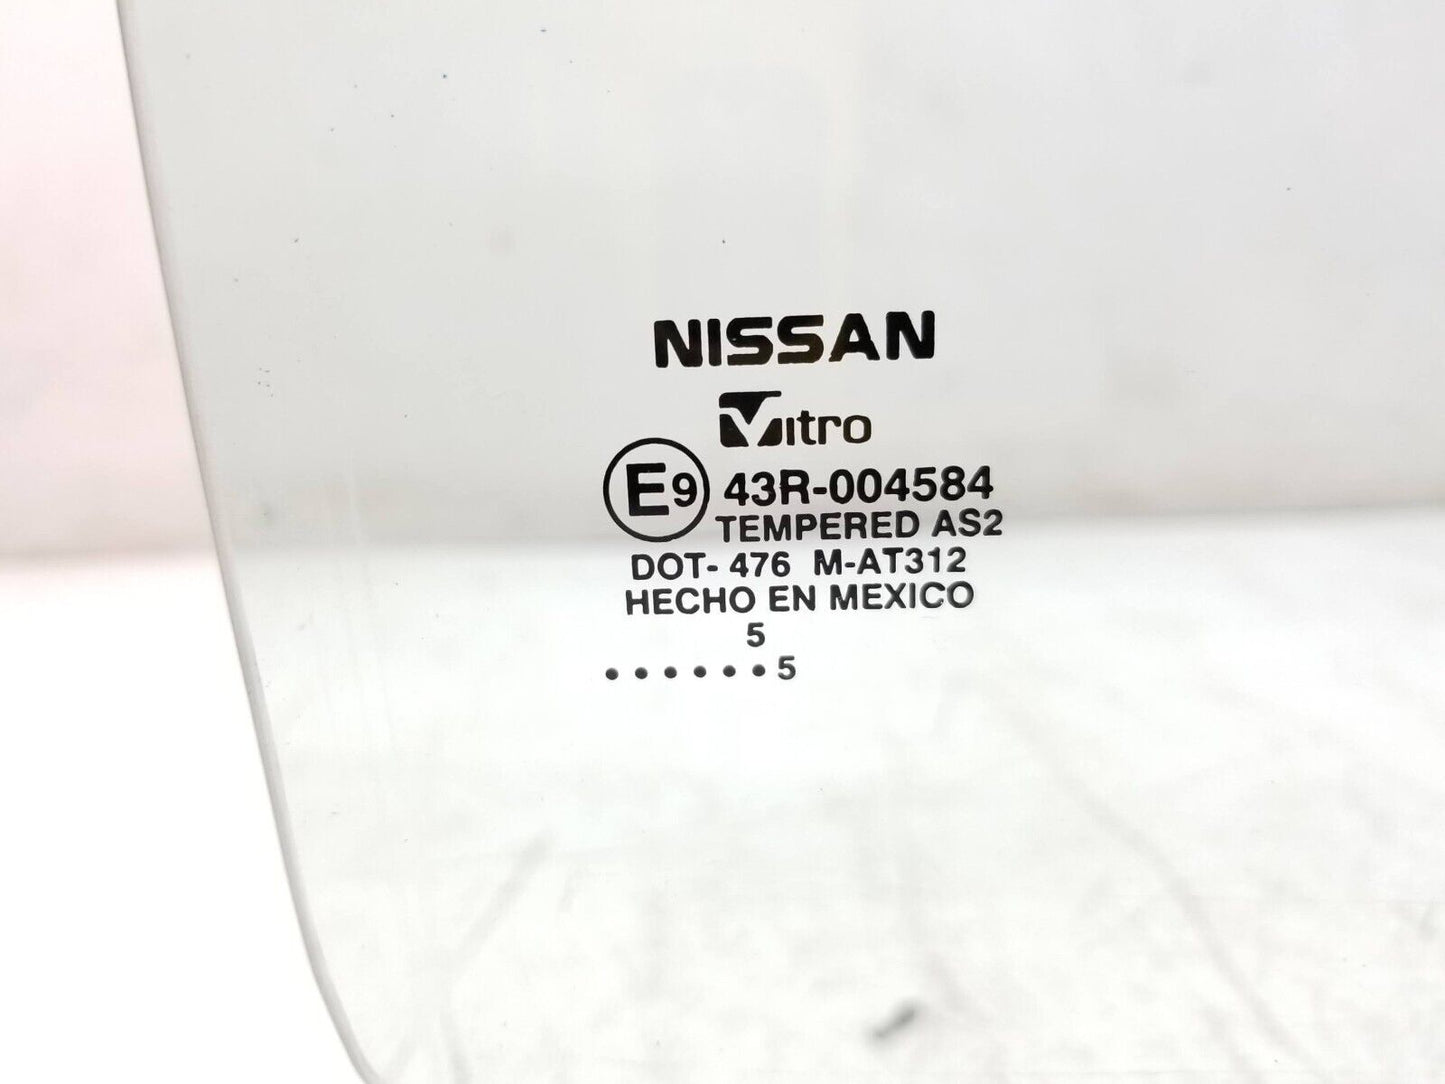 NISSAN
Vitro
E9 43R-004584
TEMPERED AS2
DOT- 476 M-AT312
HECHO EN MEXICO
5
• • • • • • 5